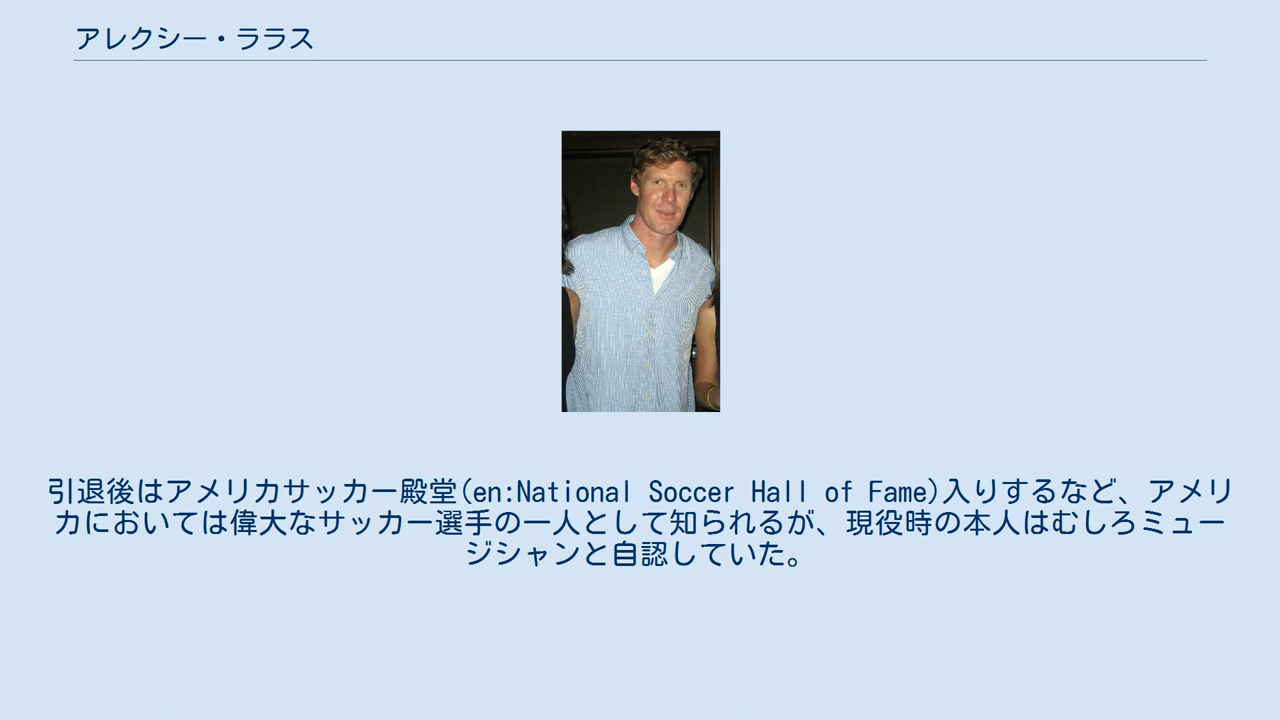 アレクシー・ララス
引退後はアメリカサッカー殿堂(en:National Soccer Hall of Fame)入りするなど、アメリ
カにおいては偉大なサッカー選手の一人として知られるが、現役時の本人はむしろミュー
ジシャンと自認していた。